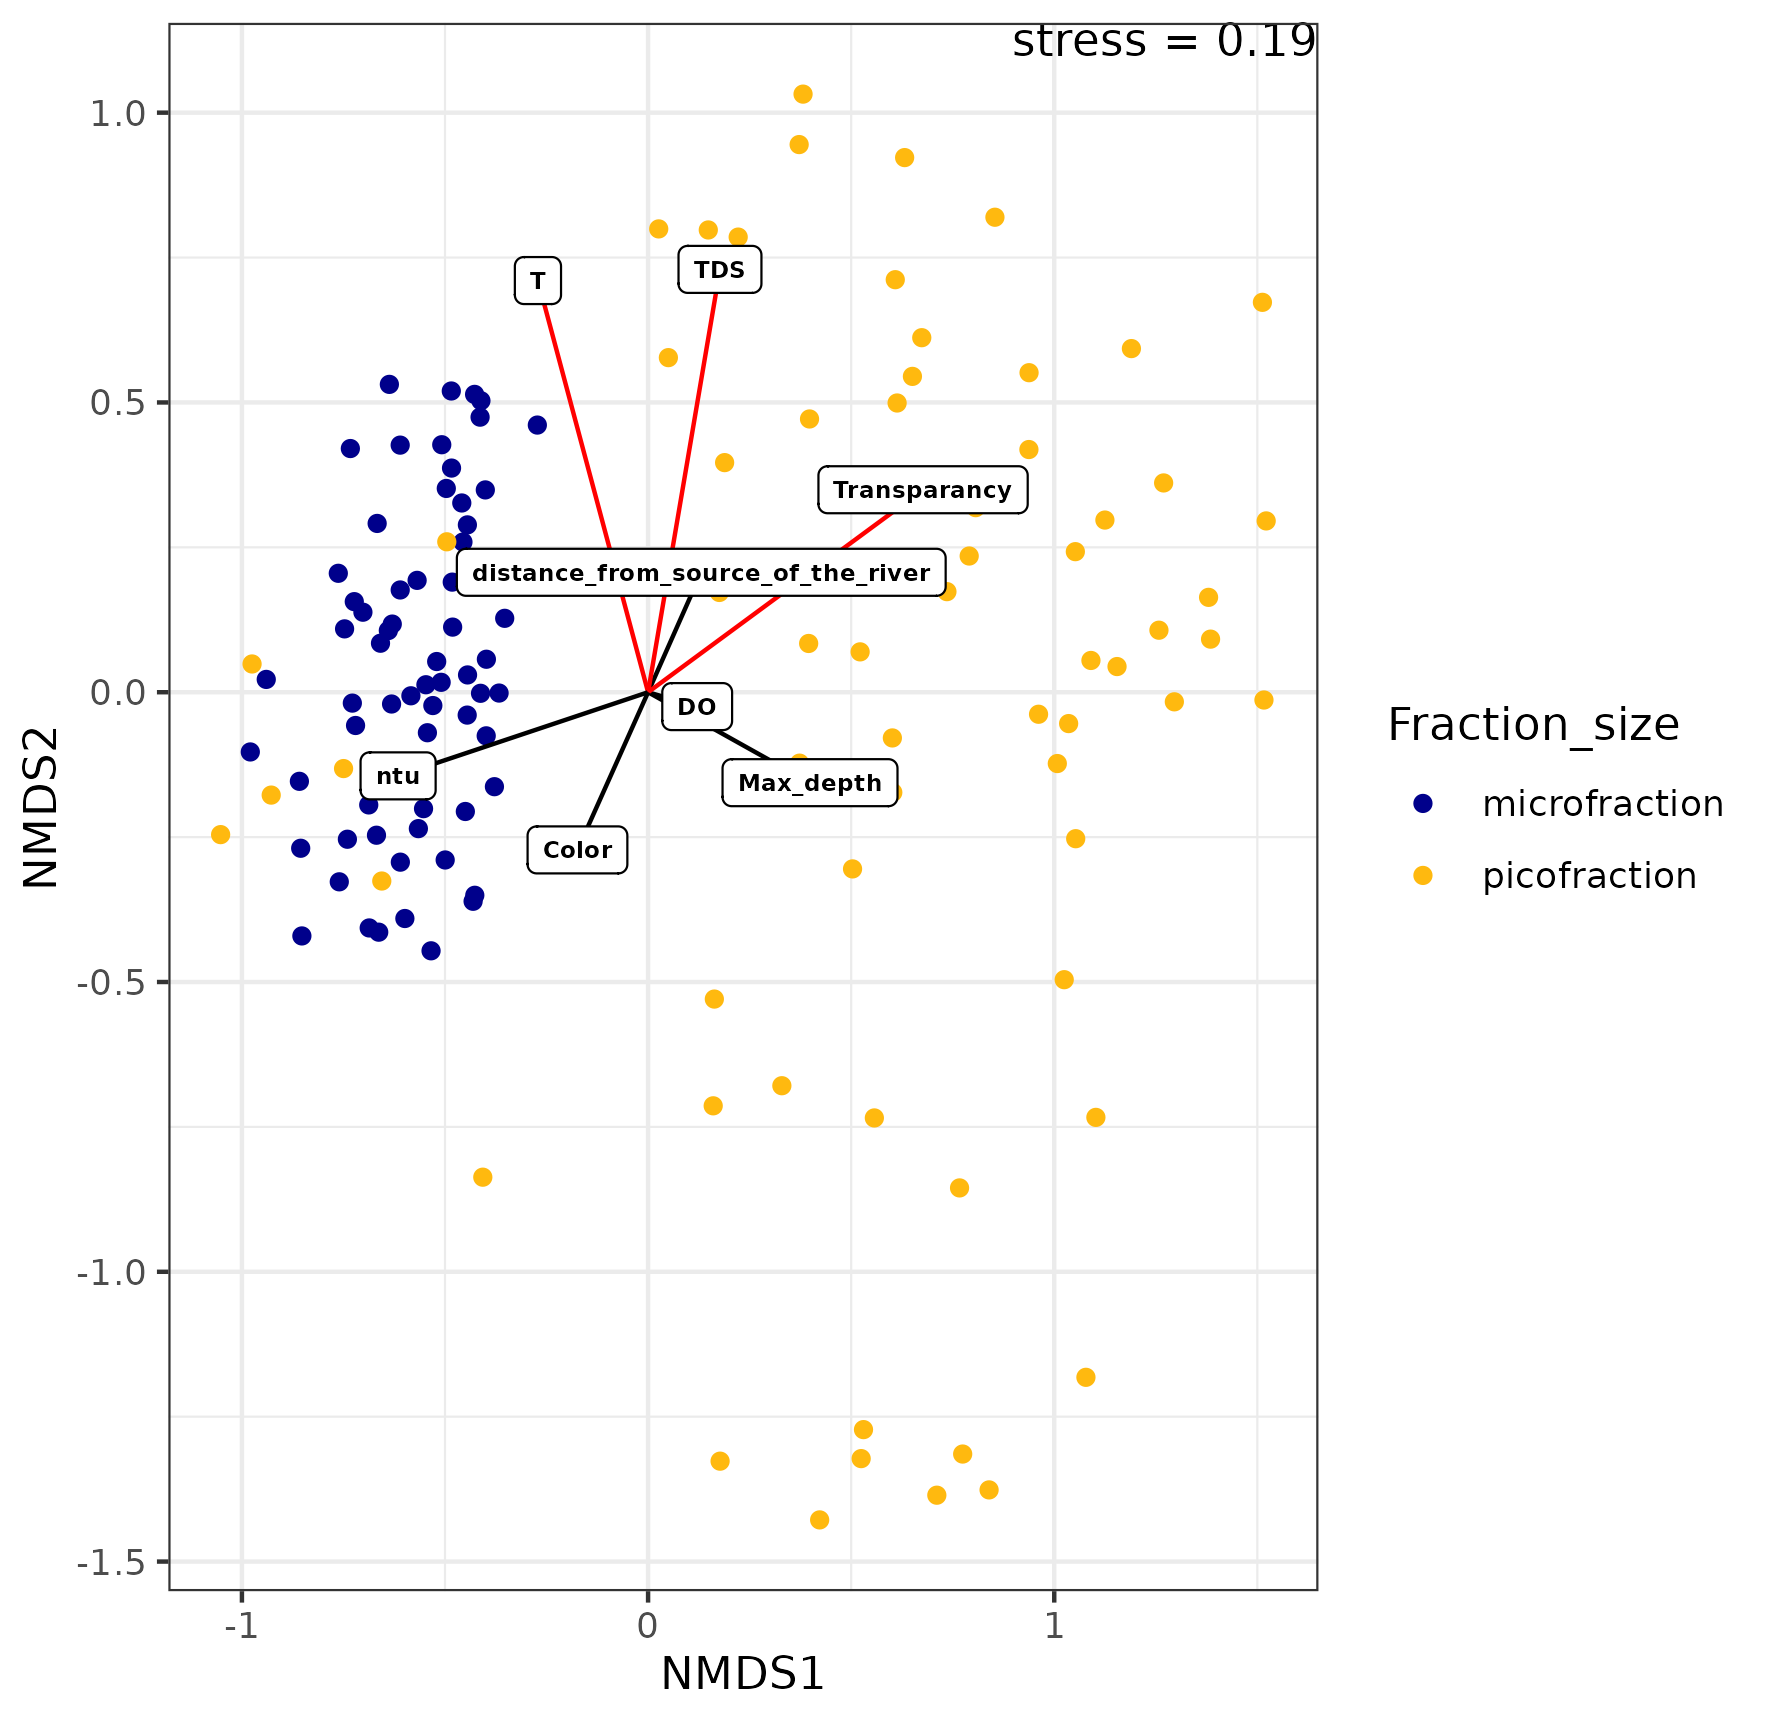 stress = 0.19
1.0
T
TDS
0.5
Transparancy
distance_from_source_of_the_river
0.0
DO
ntu
Max_depth
Color
-0.5
-1.0
-1.5
NMDS2
-1
0
1
NMDS1
Fraction_size
microfraction
picofraction